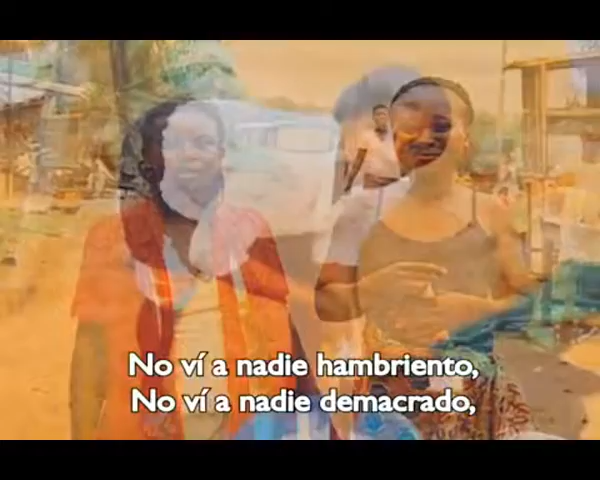 No ví a nadie hambriento,
No ví a nadie demacrado,